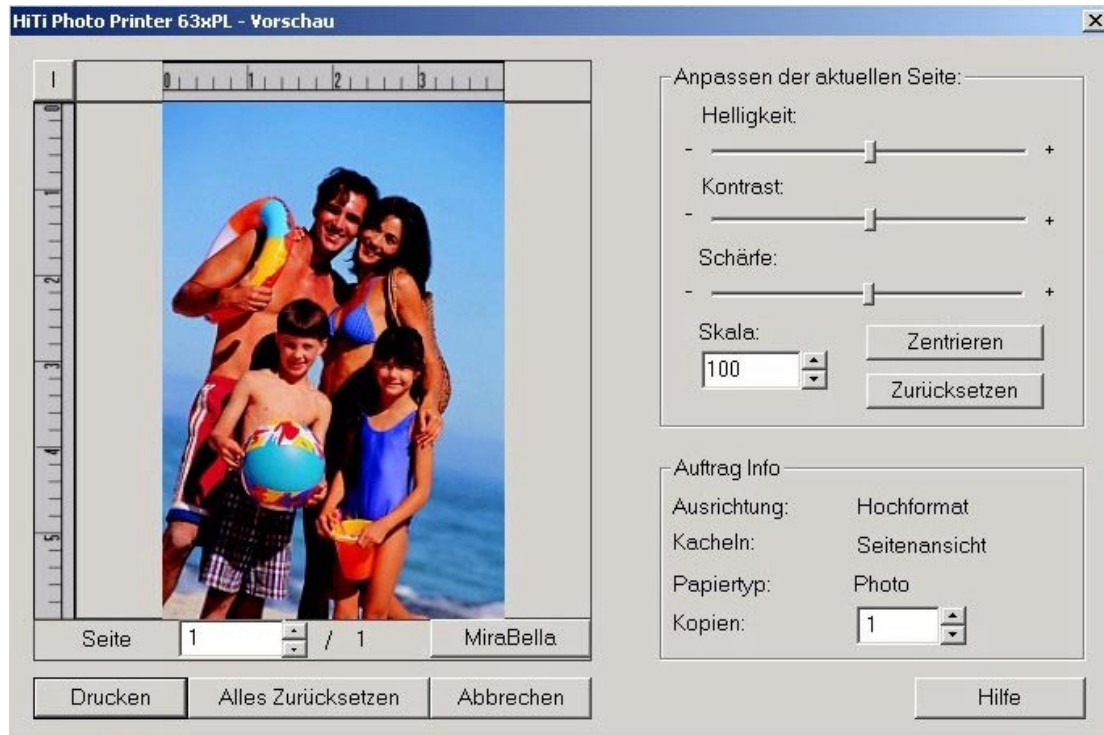 HiTi Photo Printer 63xPL - Vorschau
I
0 1 2 3
0
1
2
3
4
5
Seite 1 / 1 MiraBella
Drucken Alles Zurücksetzen Abbrechen
Anpassen der aktuellen Seite:
Helligkeit:
- +
Kontrast:
- +
Schärfe:
- +
Skala:
100
Zentrieren
Zurücksetzen
Auftrag Info
Ausrichtung: Hochformat
Kacheln: Seitenansicht
Papiertyp: Photo
Kopien: 1
Hilfe